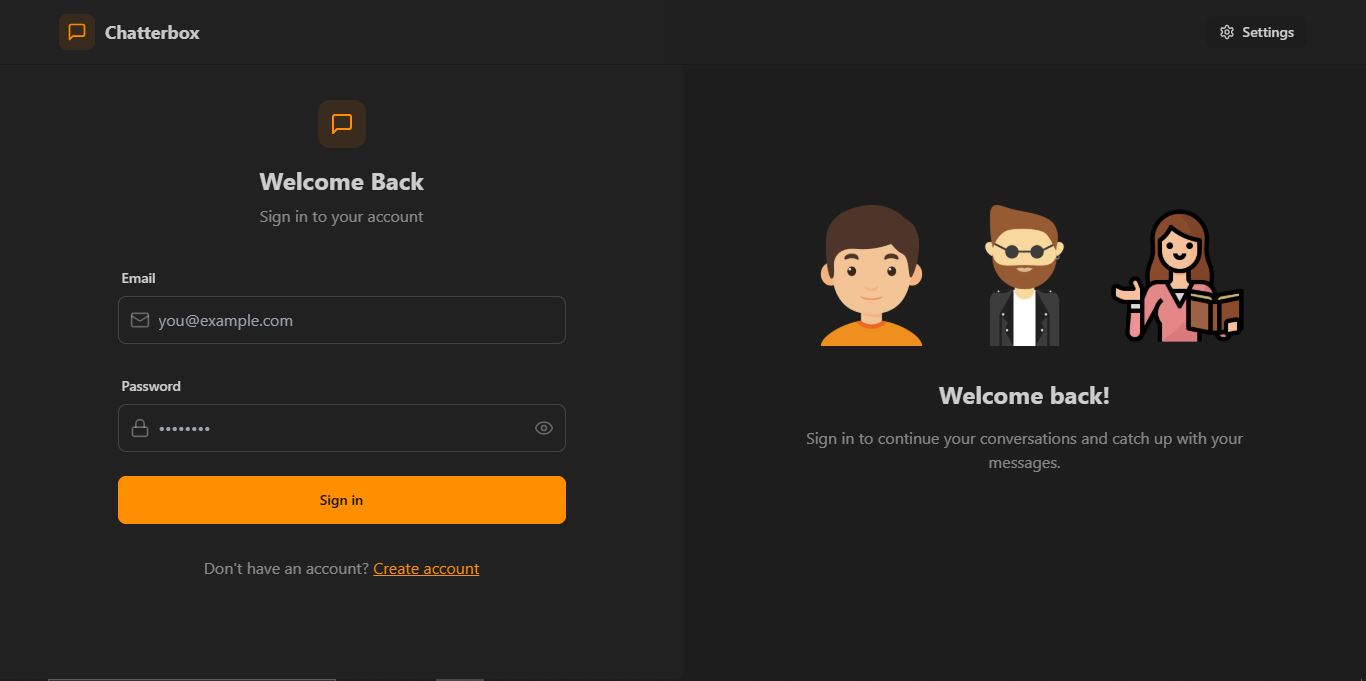 Chatterbox
Settings
Welcome Back
Sign in to your account
Email
you@example.com
Password
••••••••
Sign in
Don't have an account? Create account
Welcome back!
Sign in to continue your conversations and catch up with your
messages.